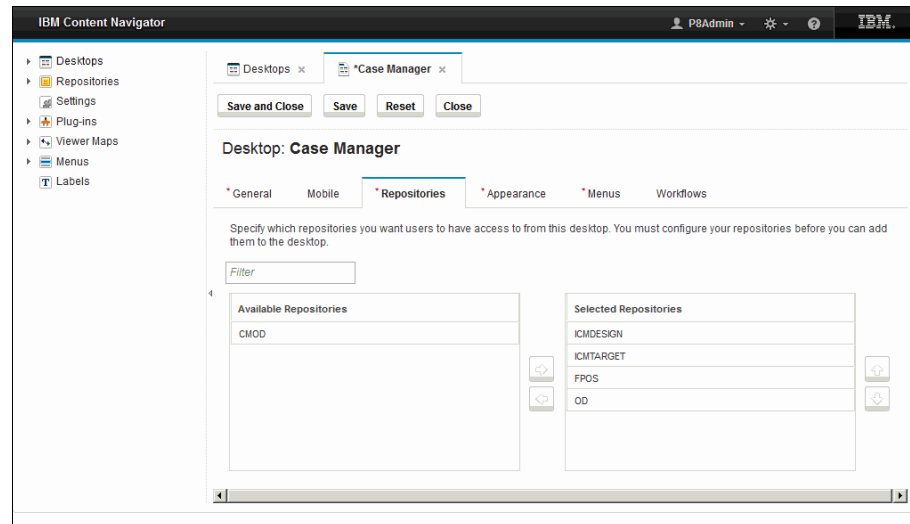 IBM Content Navigator
P8Admin
IBM.
Desktops
Repositories
Settings
Plug-ins
Viewer Maps
Menus
T Labels
Desktops ×
*Case Manager ×
Save and Close
Save
Reset
Close
Desktop: Case Manager
* General
Mobile
* Repositories
* Appearance
* Menus
Workflows
Specify which repositories you want users to have access to from this desktop. You must configure your repositories before you can add
them to the desktop.
Filter
Available Repositories
CMOD
Selected Repositories
ICMDESIGN
ICMTARGET
FPOS
OD